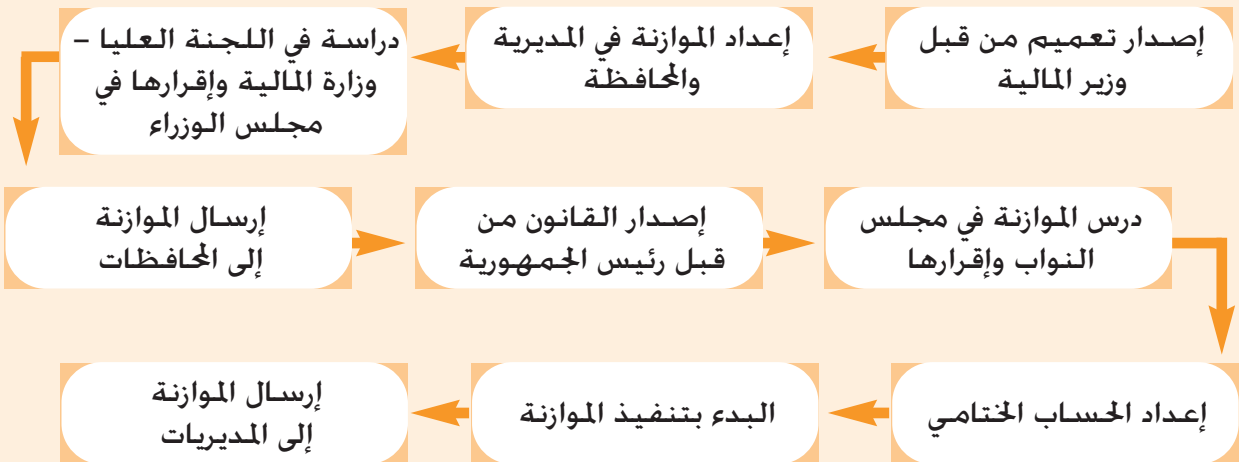 إصدار تعميم من قبل
وزير المالية
إعداد الموازنة في المديرية
والمحافظة
دراسة في اللجنة العليا –
وزارة المالية وإقرارها في
مجلس الوزراء
إرسال الموازنة
إلى المحافظات
إصدار القانون من
قبل رئيس الجمهورية
درس الموازنة في مجلس
النواب وإقرارها
إعداد الحساب الختامي
البدء بتنفيذ الموازنة
إرسال الموازنة
إلى المديريات